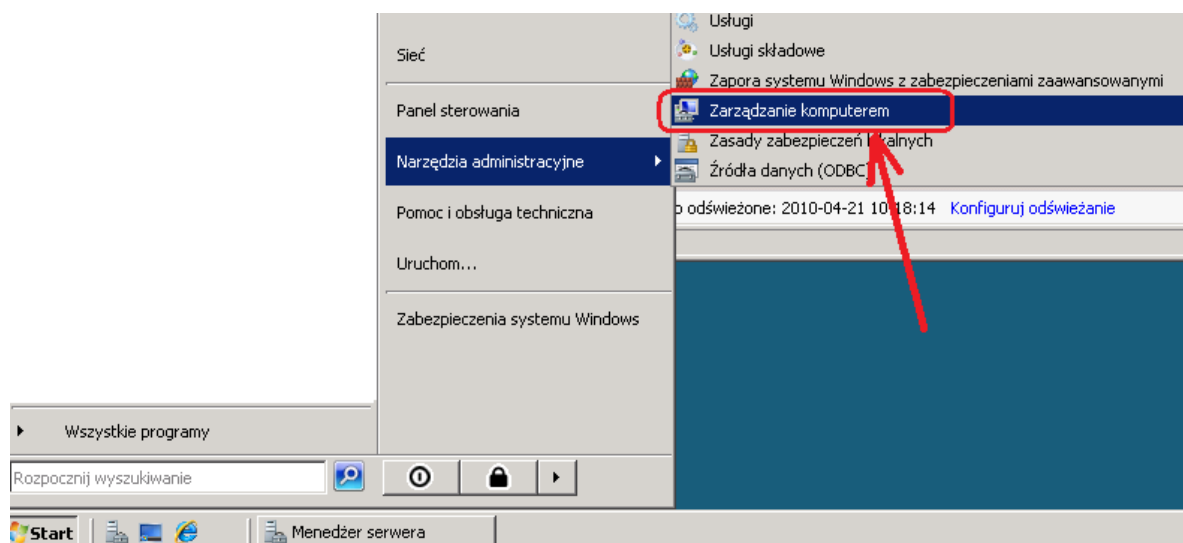 Sieć
Panel sterowania
Narzędzia administracyjne
Pomoc i obsługa techniczna
Uruchom...
Zabezpieczenia systemu Windows
Usługi
Usługi składowe
Zapora systemu Windows z zabezpieczeniami zaawansowanymi
Zarządzanie komputerem
Zasady zabezpieczeń lokalnych
Źródła danych (ODBC)
o odświeżone: 2010-04-21 10:18:14 Konfiguruj odświeżanie
Wszystkie programy
Rozpocznij wyszukiwanie
Start
Menedżer serwera